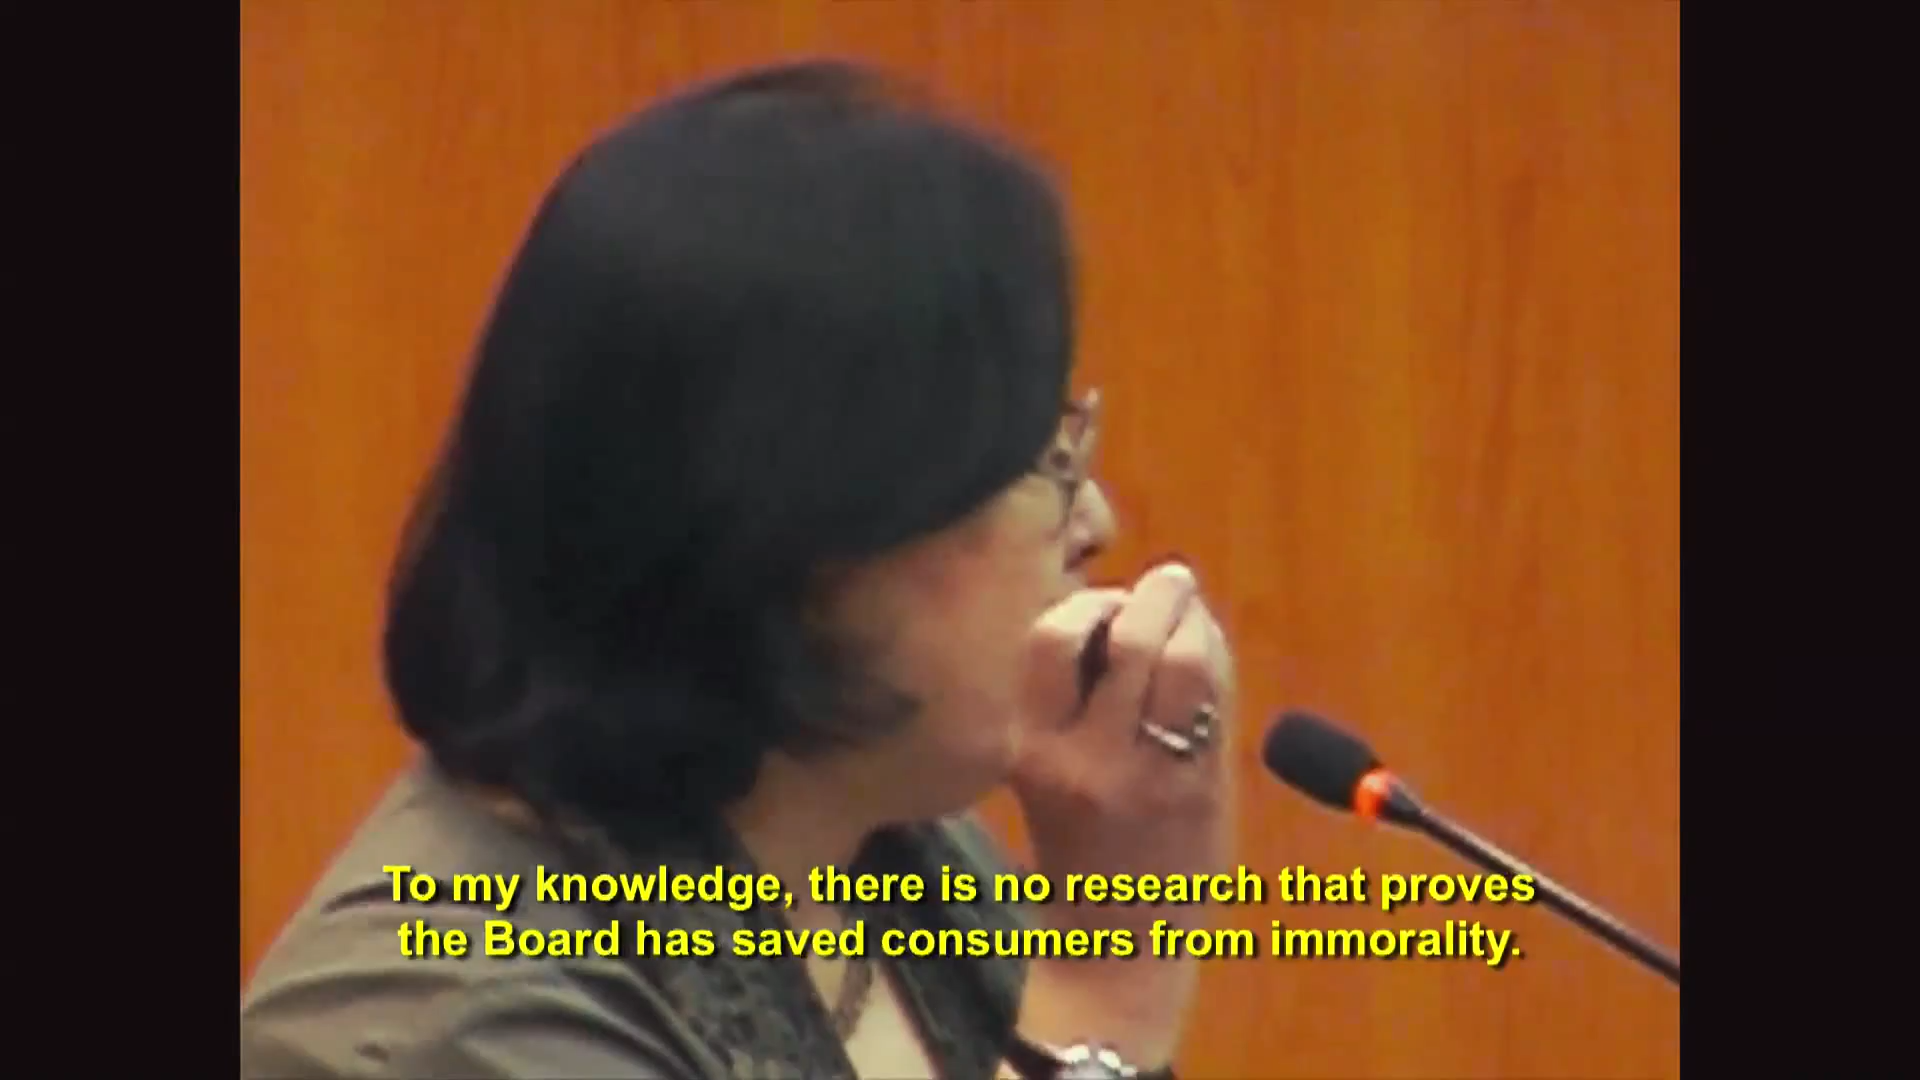 To my knowledge, there is no research that proves
the Board has saved consumers from immorality.